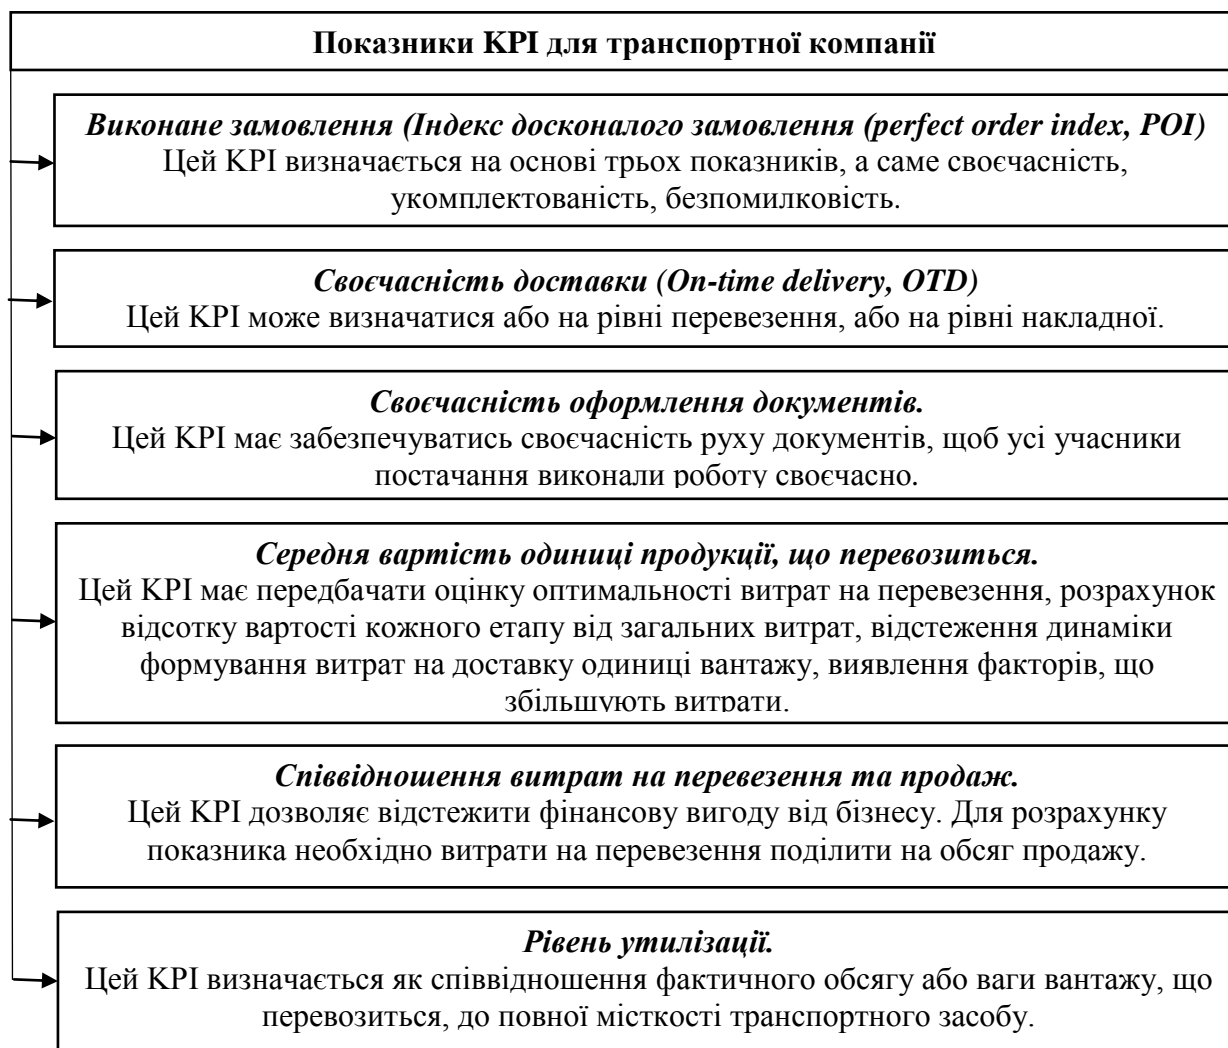 Показники KPI для транспортної компанії
Виконане замовлення (Індекс досконалого замовлення (perfect order index, POI)
Цей KPI визначається на основі трьох показників, а саме своєчасність,
укомплектованість, безпомилковість.
Своєчасність доставки (On-time delivery, OTD)
Цей KPI може визначатися або на рівні перевезення, або на рівні накладної.
Своєчасність оформлення документів.
Цей KPI має забезпечуватись своєчасність руху документів, щоб усі учасники
постачання виконали роботу своєчасно.
Середня вартість одиниці продукції, що перевозиться.
Цей KPI має передбачати оцінку оптимальності витрат на перевезення, розрахунок
відсотку вартості кожного етапу від загальних витрат, відстеження динаміки
формування витрат на доставку одиниці вантажу, виявлення факторів, що
збільшують витрати.
Співвідношення витрат на перевезення та продаж.
Цей KPI дозволяє відстежити фінансову вигоду від бізнесу. Для розрахунку
показника необхідно витрати на перевезення поділити на обсяг продажу.
Рівень утилізації.
Цей KPI визначається як співвідношення фактичного обсягу або ваги вантажу, що
перевозиться, до повної місткості транспортного засобу.